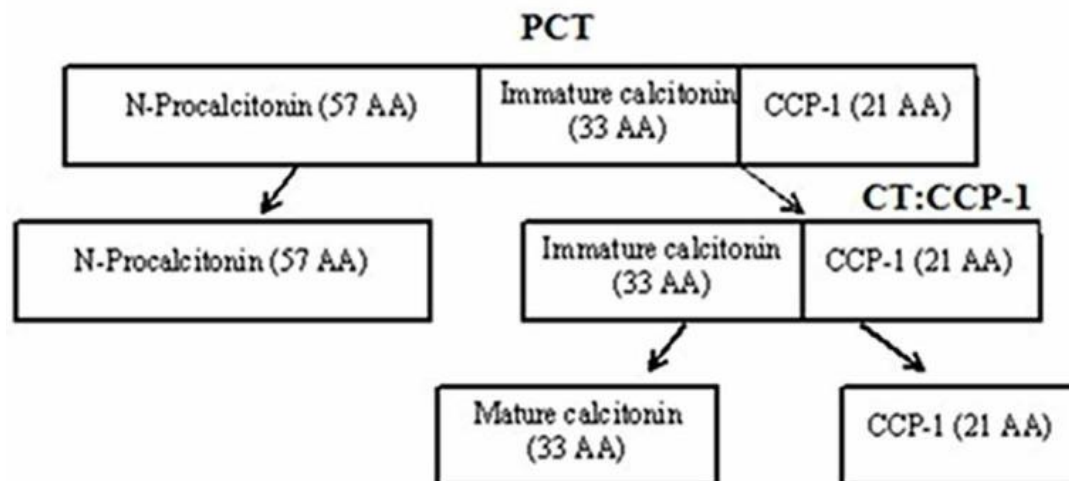 PCT
N-Procalcitonin (57 AA)
Immature calcitonin
(33 AA)
CCP-1 (21 AA)
CT:CCP-1
N-Procalcitonin (57 AA)
Immature calcitonin
(33 AA)
CCP-1 (21 AA)
Mature calcitonin
(33 AA)
CCP-1 (21 AA)